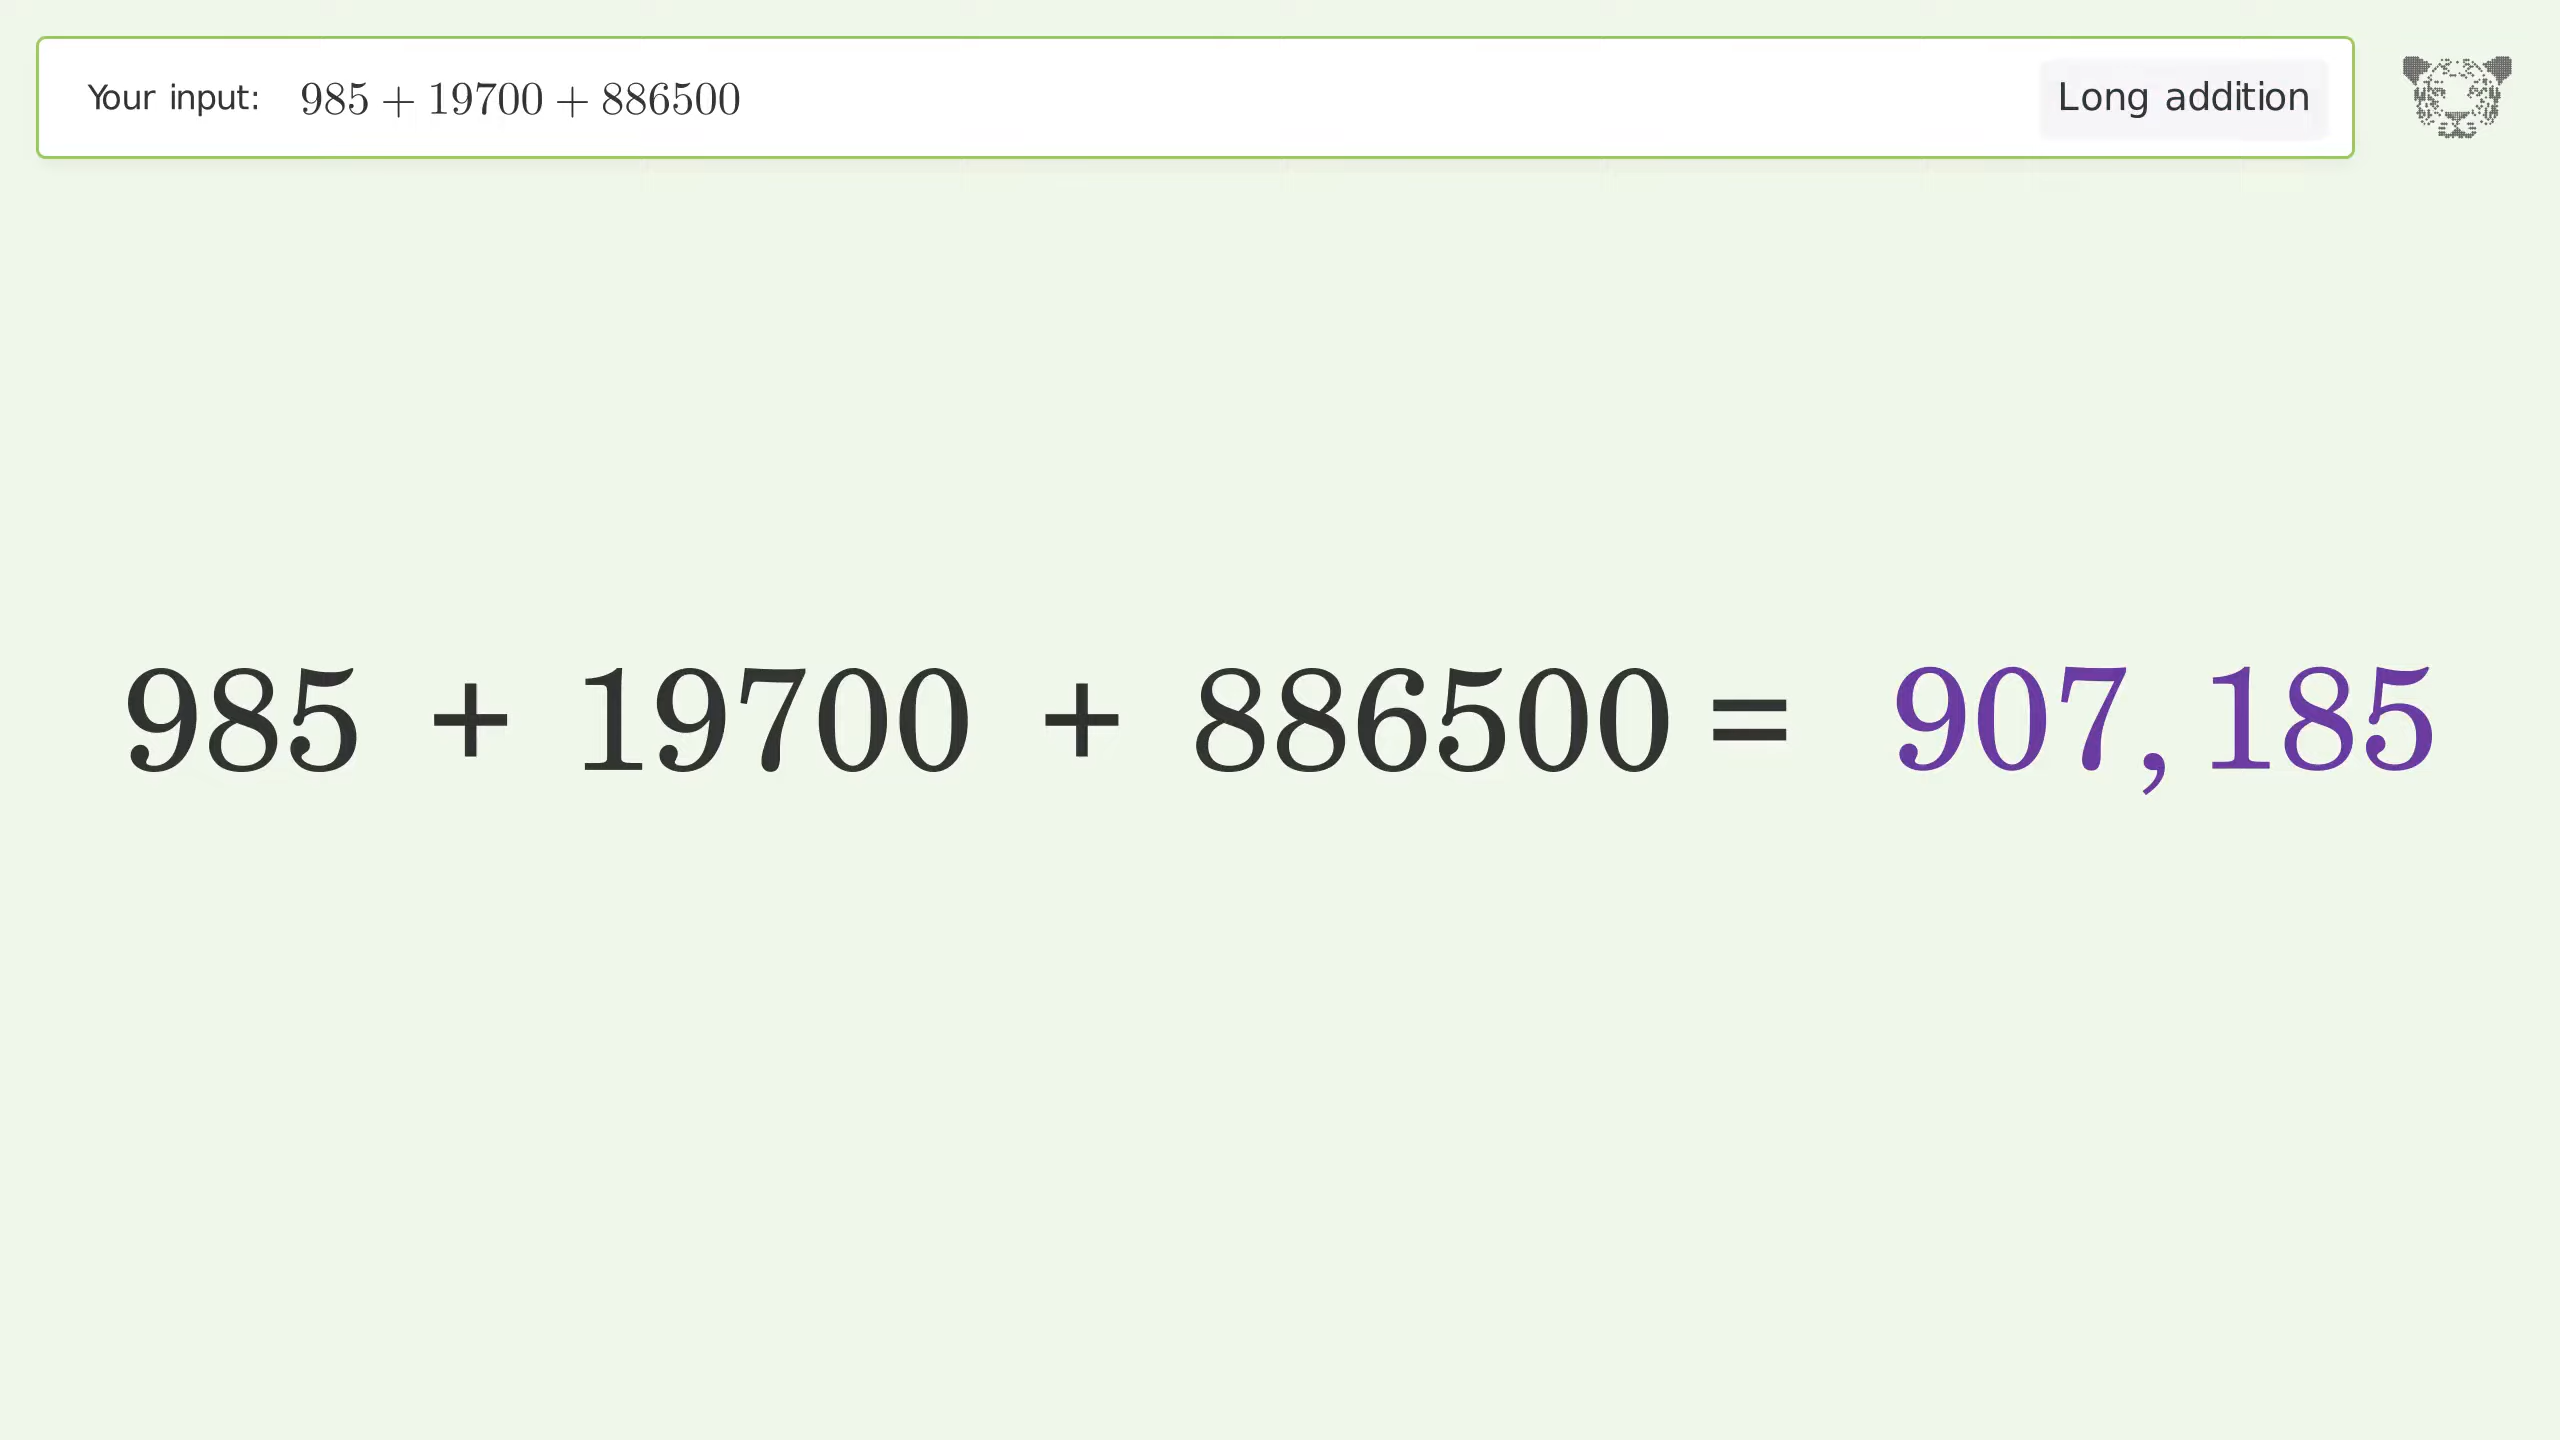 Your input: 985 + 19700 + 886500 Long addition
985 + 19700 + 886500 = 907,185